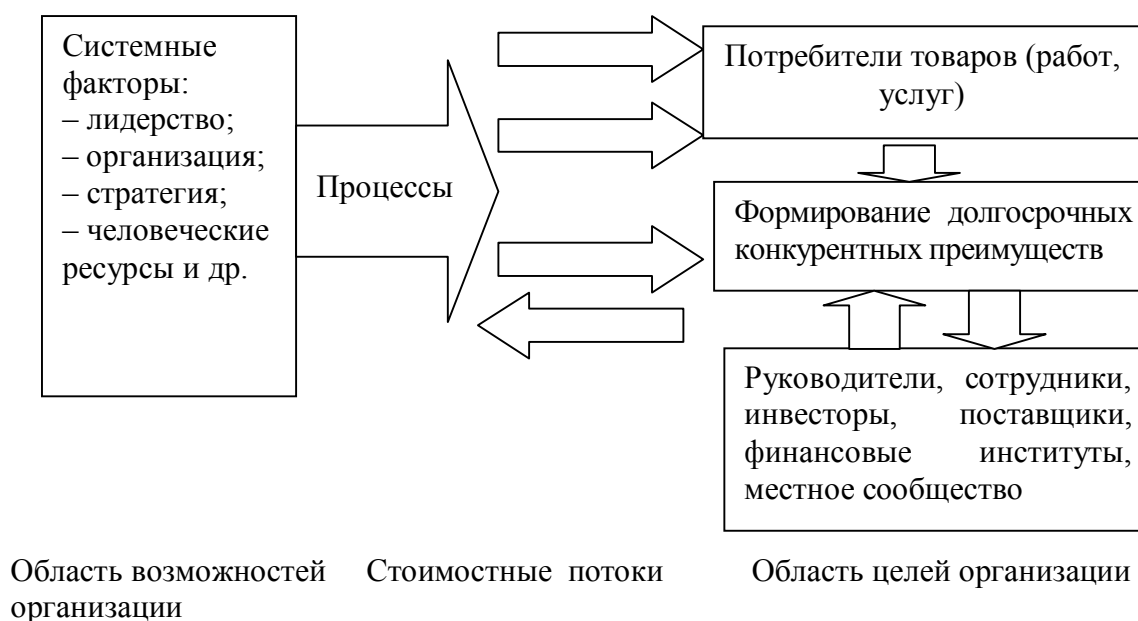 Системные
факторы:
– лидерство;
– организация;
– стратегия;
– человеческие
ресурсы и др.
Процессы
Потребители товаров (работ,
услуг)
Формирование долгосрочных
конкурентных преимуществ
Руководители, сотрудники,
инвесторы, поставщики,
финансовые институты,
местное сообщество
Область возможностей
организации
Стоимостные потоки
Область целей организации